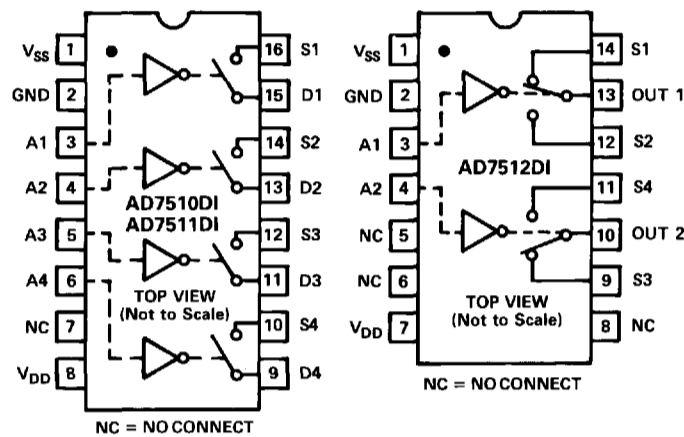 V_SS 1 16 S1
GND 2 15 D1
A1 3 14 S2
A2 4 13 D2
AD7510DI
AD7511DI
A3 5 12 S3
A4 6 11 D3
TOP VIEW
(Not to Scale)
NC 7 10 S4
V_DD 8 9 D4
NC = NO CONNECT
V_SS 1 14 S1
GND 2 13 OUT 1
A1 3 12 S2
AD7512DI
A2 4 11 S4
NC 5 10 OUT 2
NC 6 9 S3
TOP VIEW
(Not to Scale)
V_DD 7 8 NC
NC = NO CONNECT